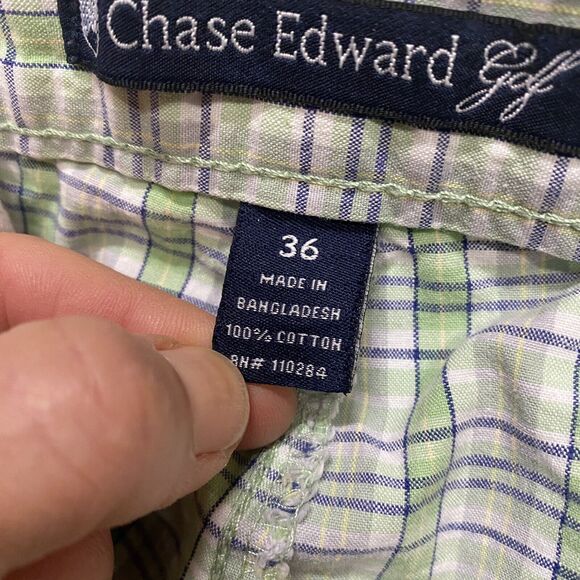 Chase Edward Golf
36
MADE IN
BANGLADESH
100% COTTON
RN# 110284